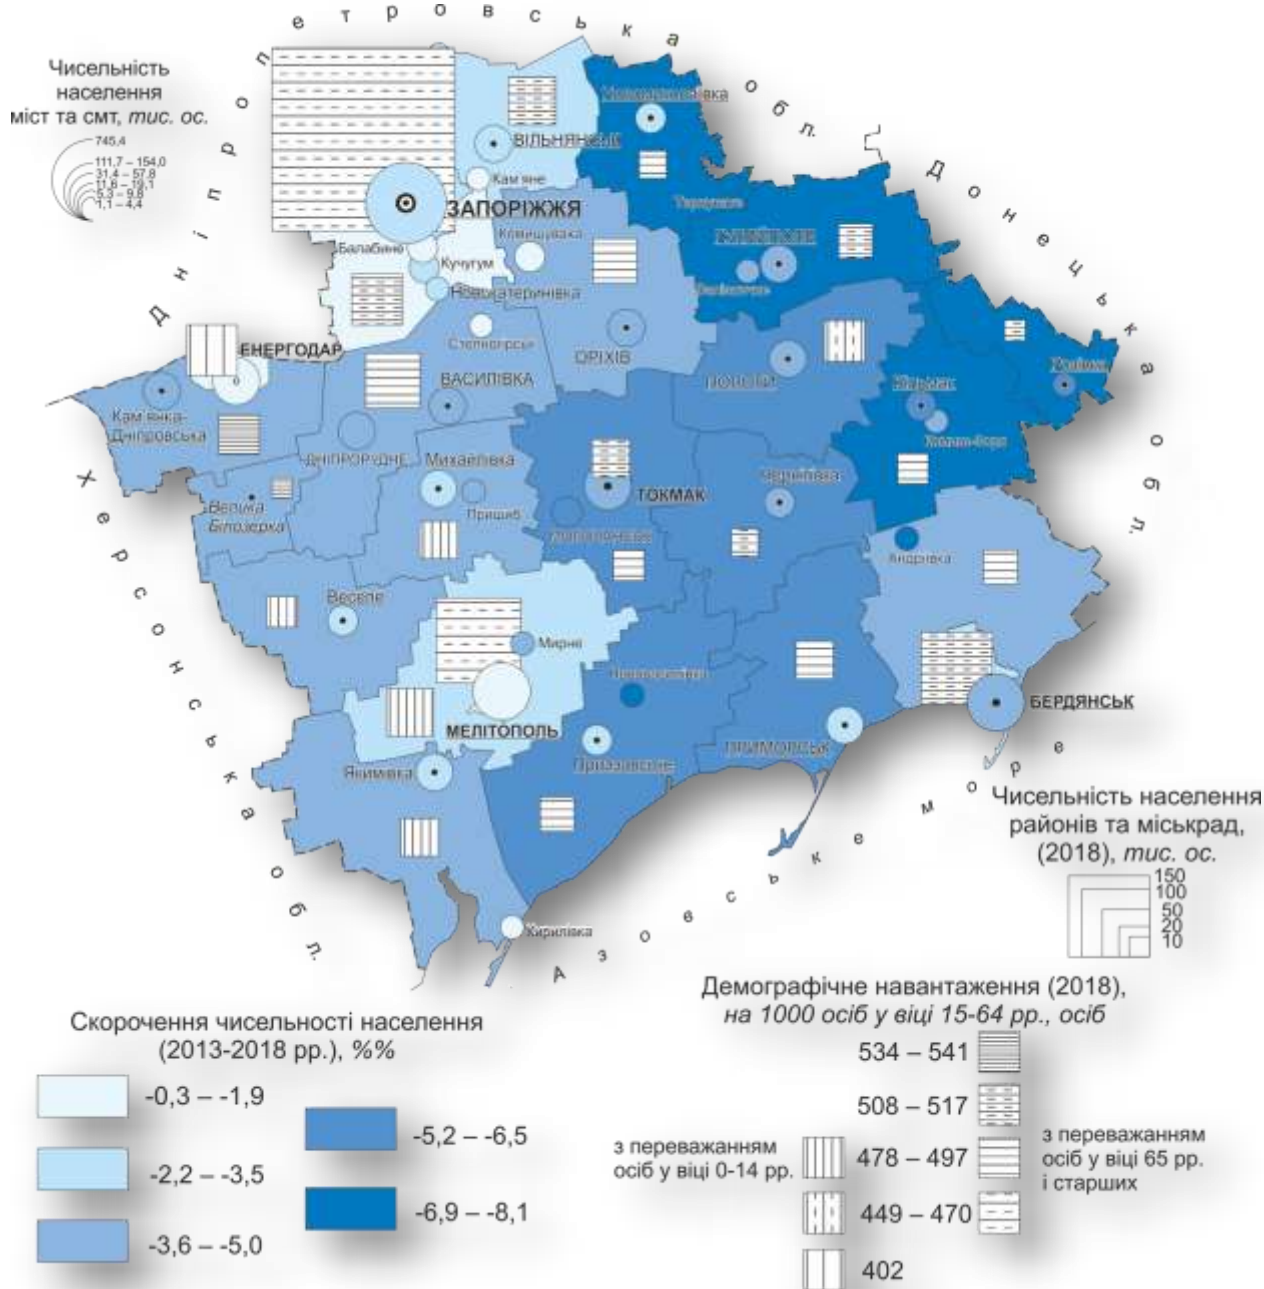 Дніпропетровська обл.
Донецька обл.
Херсонська обл.
Азовське море
Чисельність
населення
міст та смт, тис. ос.
745,4
111,7 – 154,0
31,4 – 57,8
11,6 – 19,1
5,3 – 9,8
1,1 – 4,4
ВІЛЬНЯНСЬК
Кам'яне
ЗАПОРІЖЖЯ
Балабине
Комишуваха
Кучугум
Новокатеринівка
Степногірськ
ОРІХІВ
ЕНЕРГОДАР
ВАСИЛІВКА
ПОЛОГИ
Кам'янка-
Дніпровська
ДНІПРОРУДНЕ
Михайлівка
Пришиб
ТОКМАК
Чернігівка
Велика
Білозерка
Андріївка
Веселе
Мирне
МЕЛІТОПОЛЬ
БЕРДЯНСЬК
ПРИМОРСЬК
Якимівка
Приазовське
Кирилівка
Чисельність населення
районів та міськрад,
(2018), тис. ос.
150
100
50
20
10
Скорочення чисельності населення
(2013-2018 рр.), %%
-0,3 – -1,9
-2,2 – -3,5
-3,6 – -5,0
-5,2 – -6,5
-6,9 – -8,1
Демографічне навантаження (2018),
на 1000 осіб у віці 15-64 рр., осіб
534 – 541
508 – 517
478 – 497
449 – 470
402
з переважанням
осіб у віці 0-14 рр.
з переважанням
осіб у віці 65 рр.
і старших